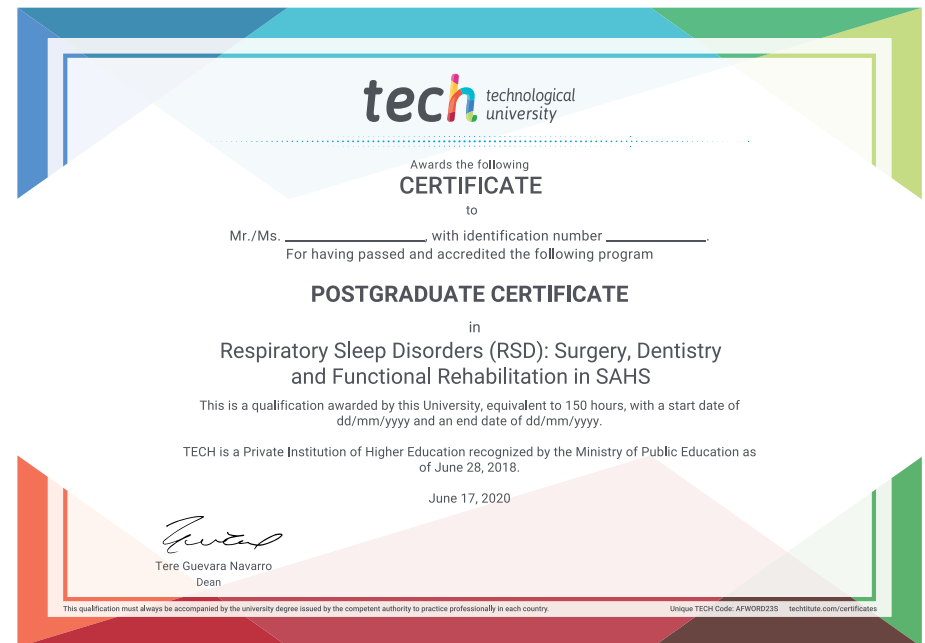 tech technological
university
Awards the following
CERTIFICATE
to
Mr./Ms. ____________, with identification number ____________.
For having passed and accredited the following program
POSTGRADUATE CERTIFICATE
in
Respiratory Sleep Disorders (RSD): Surgery, Dentistry
and Functional Rehabilitation in SAHS
This is a qualification awarded by this University, equivalent to 150 hours, with a start date of
dd/mm/yyyy and an end date of dd/mm/yyyy.
TECH is a Private Institution of Higher Education recognized by the Ministry of Public Education as
of June 28, 2018.
June 17, 2020
Tere Guevara Navarro
Dean
This qualification must always be accompanied by the university degree issued by the competent authority to practice professionally in each country. Unique TECH Code: AFWORD23S techtitute.com/certificates